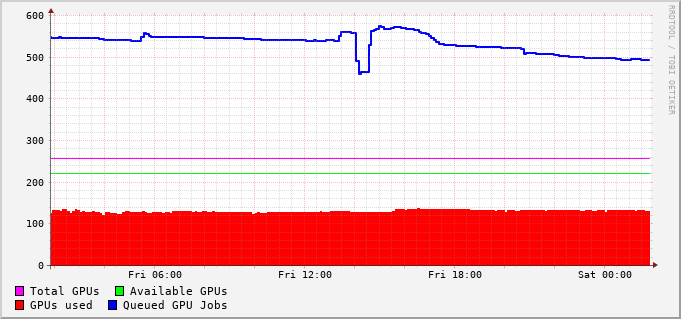 600
500
400
300
200
100
0
Fri 06:00 Fri 12:00 Fri 18:00 Sat 00:00
Total GPUs Available GPUs
GPUs used Queued GPU Jobs
RRDTOOL / TOBI OETIKER